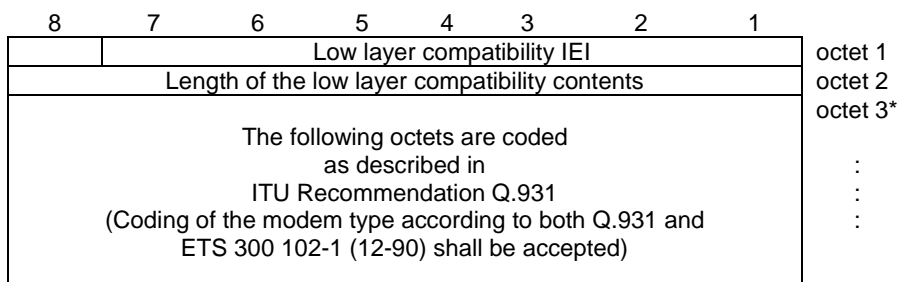 8 7 6 5 4 3 2 1
Low layer compatibility IEI octet 1
Length of the low layer compatibility contents octet 2
octet 3*
The following octets are coded
as described in :
ITU Recommendation Q.931 :
(Coding of the modem type according to both Q.931 and :
ETS 300 102-1 (12-90) shall be accepted)